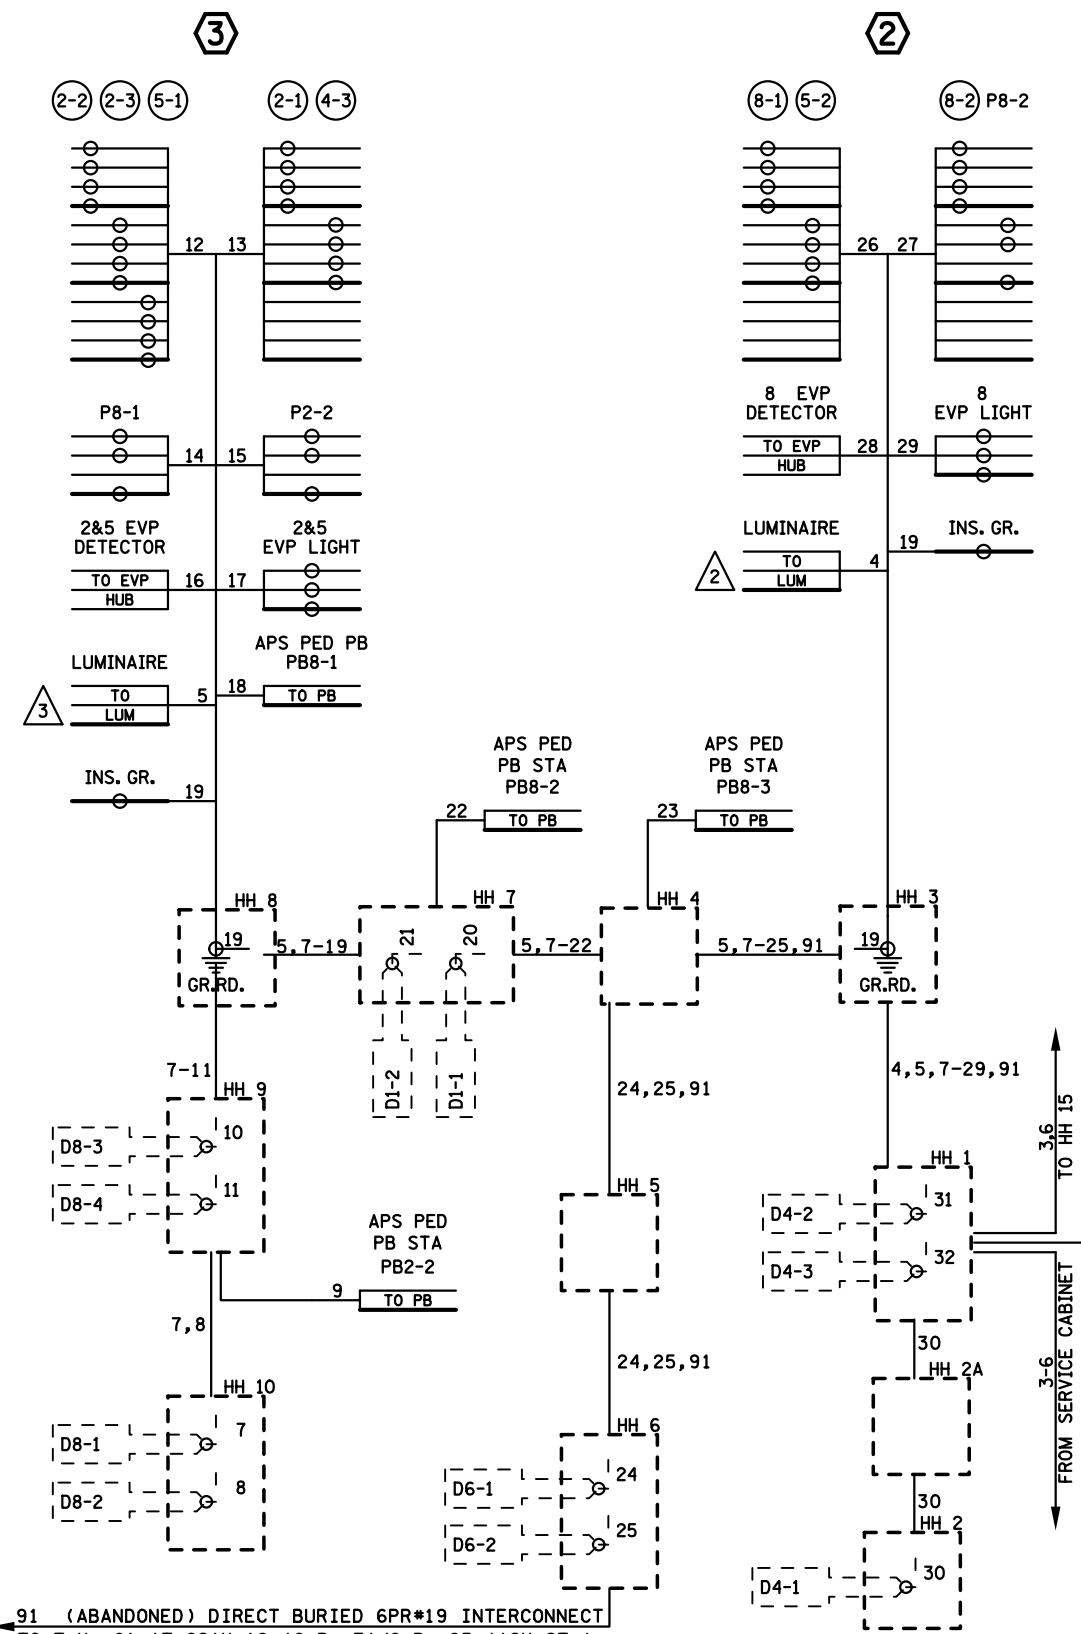 3
2
2-2 2-3 5-1
2-1 4-3
8-1 5-2
8-2 P8-2
12 13
26 27
P8-1
P2-2
14 15
8 EVP
DETECTOR
TO EVP
HUB
28 29
8
EVP LIGHT
2&5 EVP
DETECTOR
TO EVP
HUB
16 17
2&5
EVP LIGHT
LUMINAIRE
TO
LUM
2
4
19
INS. GR.
LUMINAIRE
TO
LUM
3
5
18
APS PED PB
PB8-1
TO PB
INS. GR.
19
APS PED
PB STA
PB8-2
22
TO PB
APS PED
PB STA
PB8-3
23
TO PB
HH 8
19
GR.RD.
5,7-19
HH 7
21
20
D1-2
D1-1
5,7-22
HH 4
5,7-25,91
HH 3
19
GR.RD.
7-11
24,25,91
4,5,7-29,91
3,6
TO HH 15
HH 9
D8-3
10
D8-4
11
HH 5
HH 1
D4-2
31
D4-3
32
APS PED
PB STA
PB2-2
9
TO PB
7,8
24,25,91
30
HH 2A
3-6
FROM SERVICE CABINET
HH 10
D8-1
7
D8-2
8
HH 6
D6-1
24
D6-2
25
30
HH 2
D4-1
30
91 (ABANDONED) DIRECT BURIED 6PR#19 INTERCONNECT